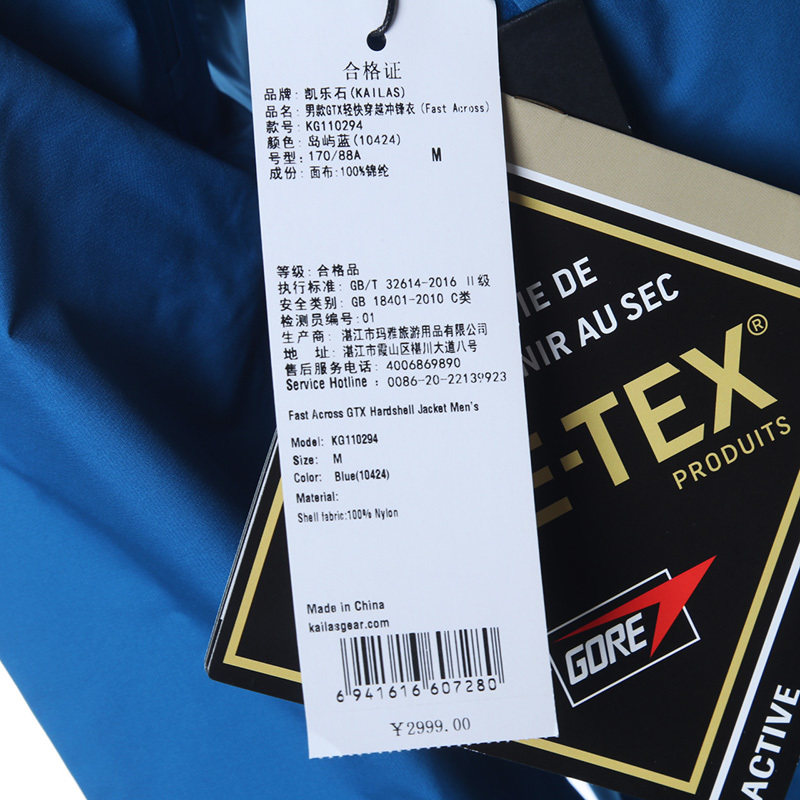 合格证
品牌: 凯乐石(KAILAS)
品名: 男款GTX轻快穿越冲锋衣 (Fast Across)
款号: KG110294
颜色: 岛屿蓝(10424)
号型: 170/88A M
成份: 面布: 100%锦纶
等级: 合格品
执行标准: GB/T 32614-2016 II级
安全类别: GB 18401-2010 C类
检测员编号: 01
生产商: 湛江市玛雅旅游用品有限公司
地 址: 湛江市霞山区椹川大道八号
售后服务电话: 4006869890
Service Hotline : 0086-20-22139923
Fast Across GTX Hardshell Jacket Men's
Model: KG110294
Size: M
Color: Blue(10424)
Material:
Shell fabric:100% Nylon
Made in China
kailasgear.com
6 941616 607280
¥2999.00
IE DE
NIR AU SEC
E-TEX®
PRODUITS
GORE
ACTIVE